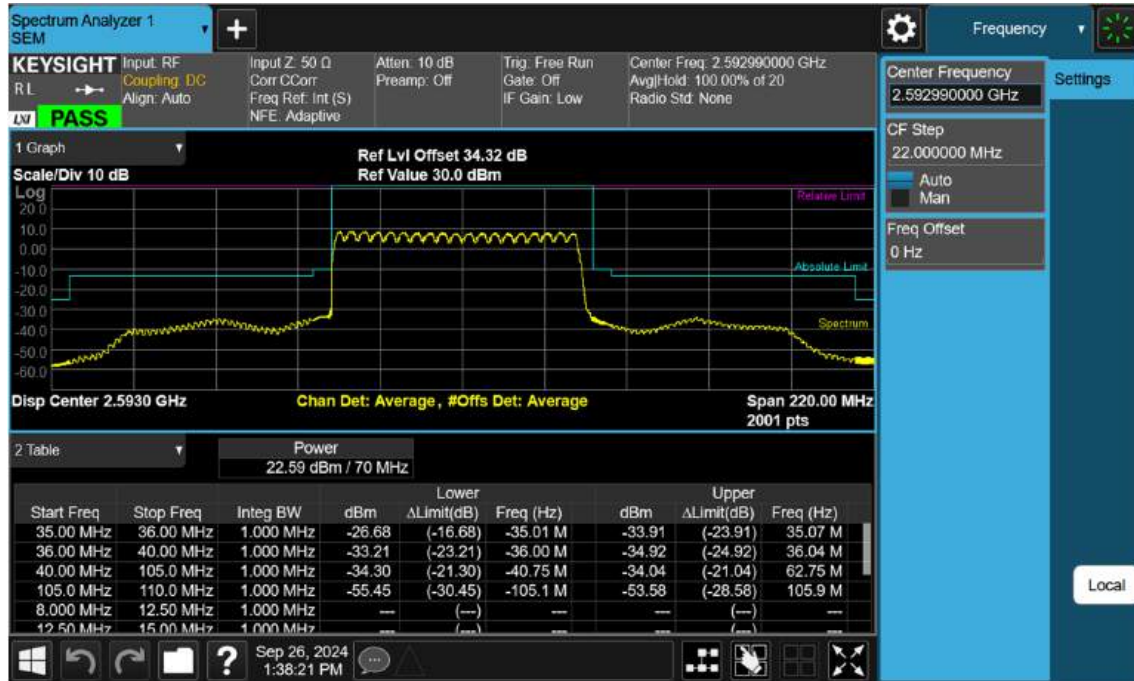 Spectrum Analyzer 1
SEM
+
Frequency
KEYSIGHT
R L
LXI
PASS
Input: RF
Coupling: DC
Align: Auto
Input Z: 50 Ω
Corr CCorr
Freq Ref: Int (S)
NFE: Adaptive
Atten: 10 dB
Preamp: Off
Trig: Free Run
Gate: Off
IF Gain: Low
Center Freq: 2.592990000 GHz
Avg|Hold: 100.00% of 20
Radio Std: None
Center Frequency
2.592990000 GHz
Settings
CF Step
22.000000 MHz
Auto
Man
Freq Offset
0 Hz
1 Graph
Ref Lvl Offset 34.32 dB
Scale/Div 10 dB
Ref Value 30.0 dBm
Log
Relative Limit
20.0
10.0
0.00
-10.0
Absolute Limit
-20.0
-30.0
Spectrum
-40.0
-50.0
-60.0
Disp Center 2.5930 GHz
Chan Det: Average, #Offs Det: Average
Span 220.00 MHz
2001 pts
2 Table
Power
22.59 dBm / 70 MHz
Lower Upper
Start Freq Stop Freq Integ BW dBm ΔLimit(dB) Freq (Hz) dBm ΔLimit(dB) Freq (Hz)
35.00 MHz 36.00 MHz 1.000 MHz -26.68 (-16.68) -35.01 M -33.91 (-23.91) 35.07 M
36.00 MHz 40.00 MHz 1.000 MHz -33.21 (-23.21) -36.00 M -34.92 (-24.92) 36.04 M
40.00 MHz 105.0 MHz 1.000 MHz -34.30 (-21.30) -40.75 M -34.04 (-21.04) 62.75 M
105.0 MHz 110.0 MHz 1.000 MHz -55.45 (-30.45) -105.1 M -53.58 (-28.58) 105.9 M
8.000 MHz 12.50 MHz 1.000 MHz --- (---) --- --- (---) ---
12.50 MHz 15.00 MHz 1.000 MHz --- (---) --- --- (---) ---
Local
?
Sep 26, 2024
1:38:21 PM